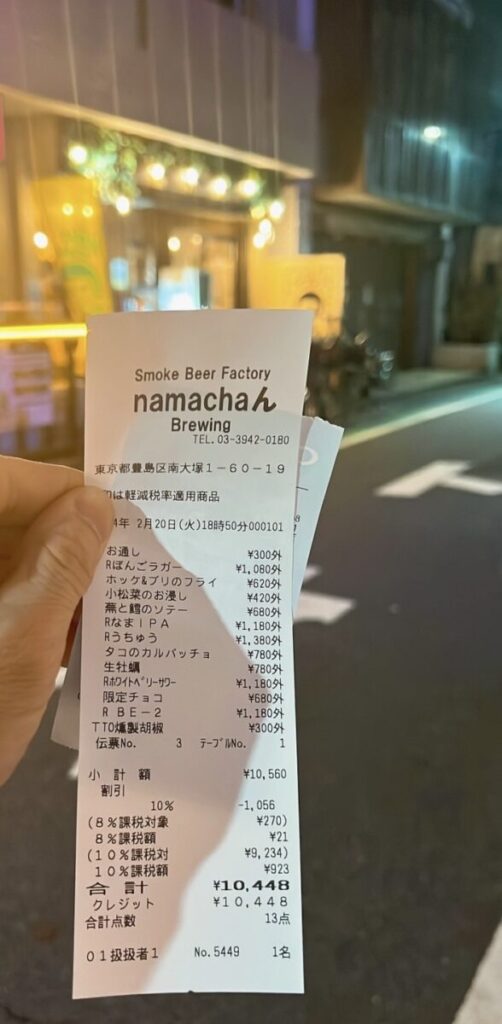 Smoke Beer Factory
namachaん
Brewing
TEL.03-3942-0180
東京都豊島区南大塚1-60-19
は軽減税率適用商品
4年 2月20日(火)18時50分000101
お通し ¥300外
Rぼんごラガー ¥1,080外
ホッケ&ブリのフライ ¥620外
小松菜のお浸し ¥420外
蕪と鱈のソテー ¥680外
RなまIPA ¥1,180外
Rうちゅう ¥1,380外
タコのカルパッチョ ¥780外
生牡蠣 ¥780外
Rホワイトベリーサワー ¥1,180外
限定チョコ ¥680外
R BE-2 ¥1,180外
TTO燻製胡椒 ¥300外
伝票No. 3 テーブルNo. 1
小計額 ¥10,560
割引
10% -1,056
(8%課税対象 ¥270)
8%課税額 ¥21
(10%課税対 ¥9,234)
10%課税額 ¥923
合計 ¥10,448
クレジット ¥10,448
合計点数 13点
01扱扱者1 No.5449 1名